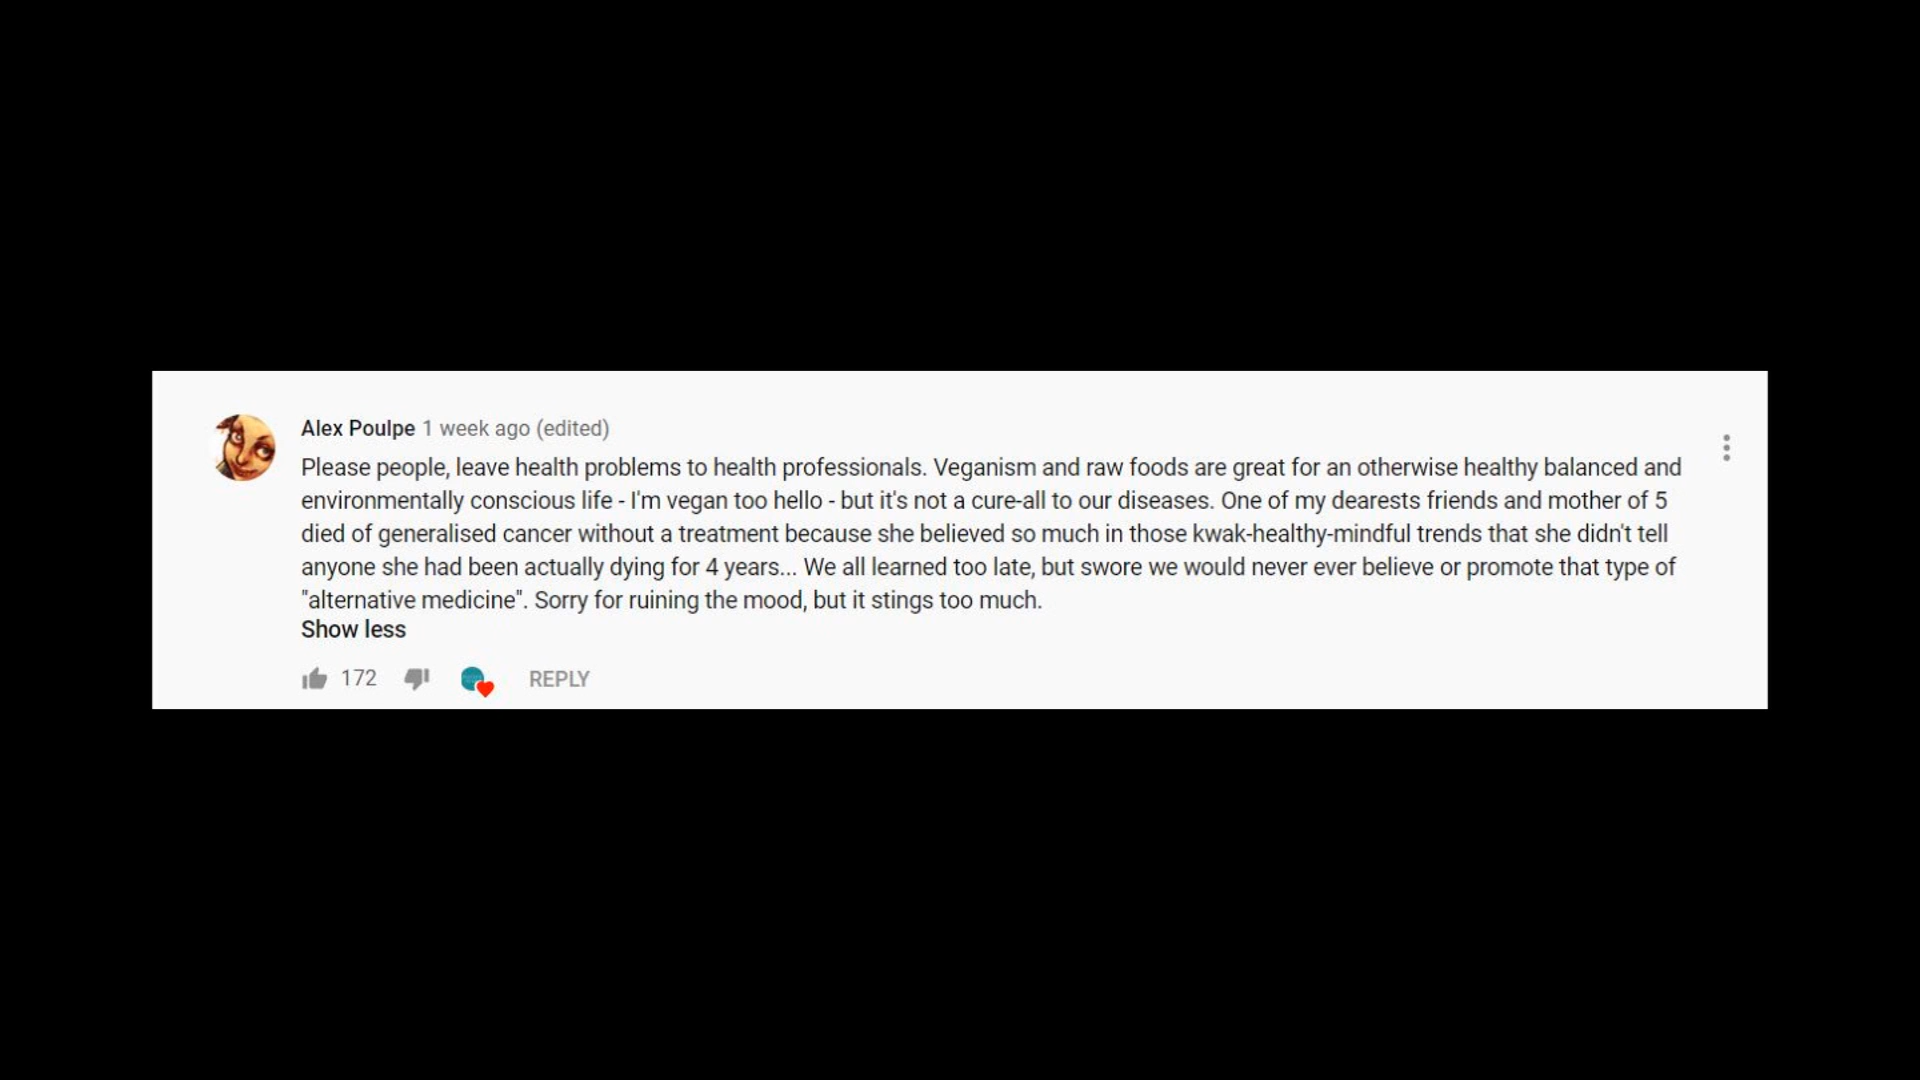 Alex Poulpe 1 week ago (edited)
Please people, leave health problems to health professionals. Veganism and raw foods are great for an otherwise healthy balanced and
environmentally conscious life - I'm vegan too hello - but it's not a cure-all to our diseases. One of my dearests friends and mother of 5
died of generalised cancer without a treatment because she believed so much in those kwak-healthy-mindful trends that she didn't tell
anyone she had been actually dying for 4 years... We all learned too late, but swore we would never ever believe or promote that type of
"alternative medicine". Sorry for ruining the mood, but it stings too much.
Show less
172 REPLY